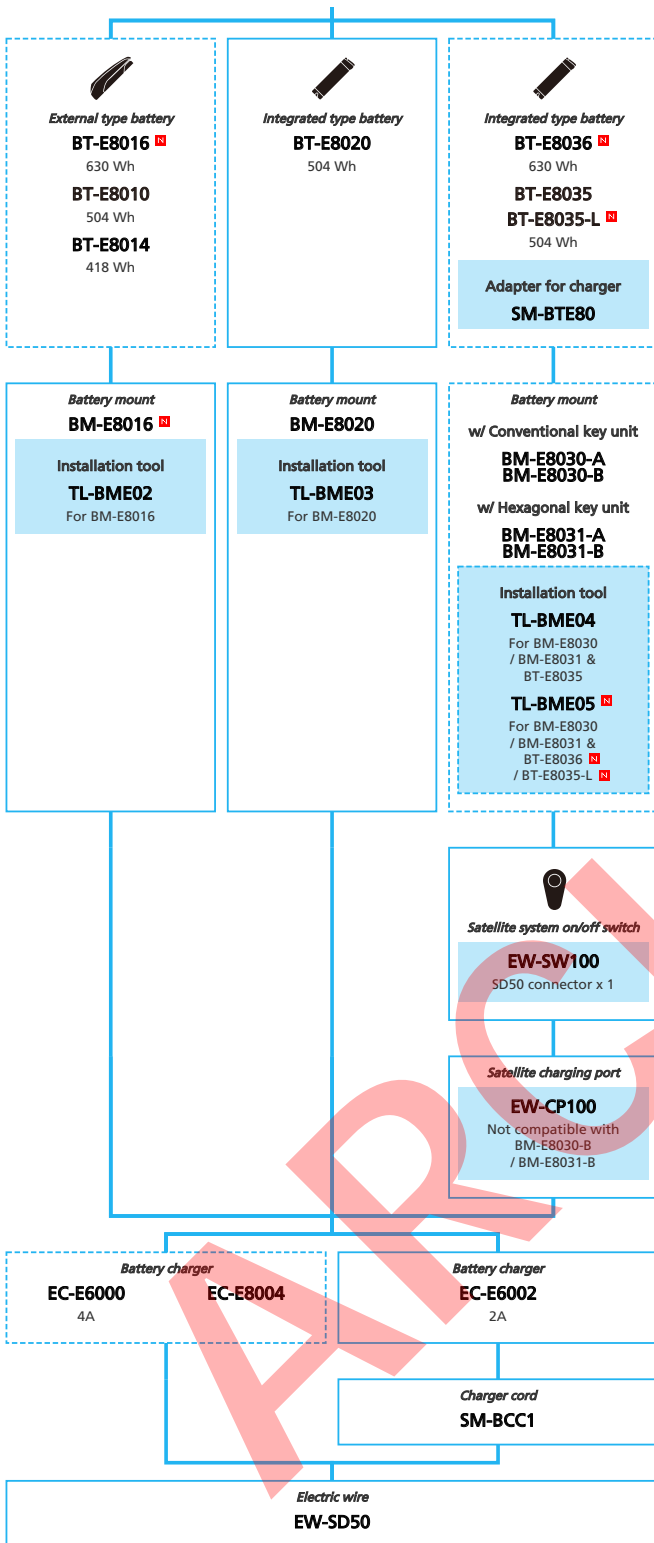 External type battery
BT-E8016 N
630 Wh
BT-E8010
504 Wh
BT-E8014
418 Wh
Integrated type battery
BT-E8020
504 Wh
Integrated type battery
BT-E8036 N
630 Wh
BT-E8035
BT-E8035-L N
504 Wh
Adapter for charger
SM-BTE80
Battery mount
BM-E8016 N
Installation tool
TL-BME02
For BM-E8016
Battery mount
BM-E8020
Installation tool
TL-BME03
For BM-E8020
Battery mount
w/ Conventional key unit
BM-E8030-A
BM-E8030-B
w/ Hexagonal key unit
BM-E8031-A
BM-E8031-B
Installation tool
TL-BME04
For BM-E8030
/ BM-E8031 &
BT-E8035
TL-BME05 N
For BM-E8030
/ BM-E8031 &
BT-E8036 N
/ BT-E8035-L N
Satellite system on/off switch
EW-SW100
SD50 connector x 1
Satellite charging port
EW-CP100
Not compatible with
BM-E8030-B
/ BM-E8031-B
Battery charger
EC-E6000 EC-E8004
4A
Battery charger
EC-E6002
2A
Charger cord
SM-BCC1
Electric wire
EW-SD50
ARC